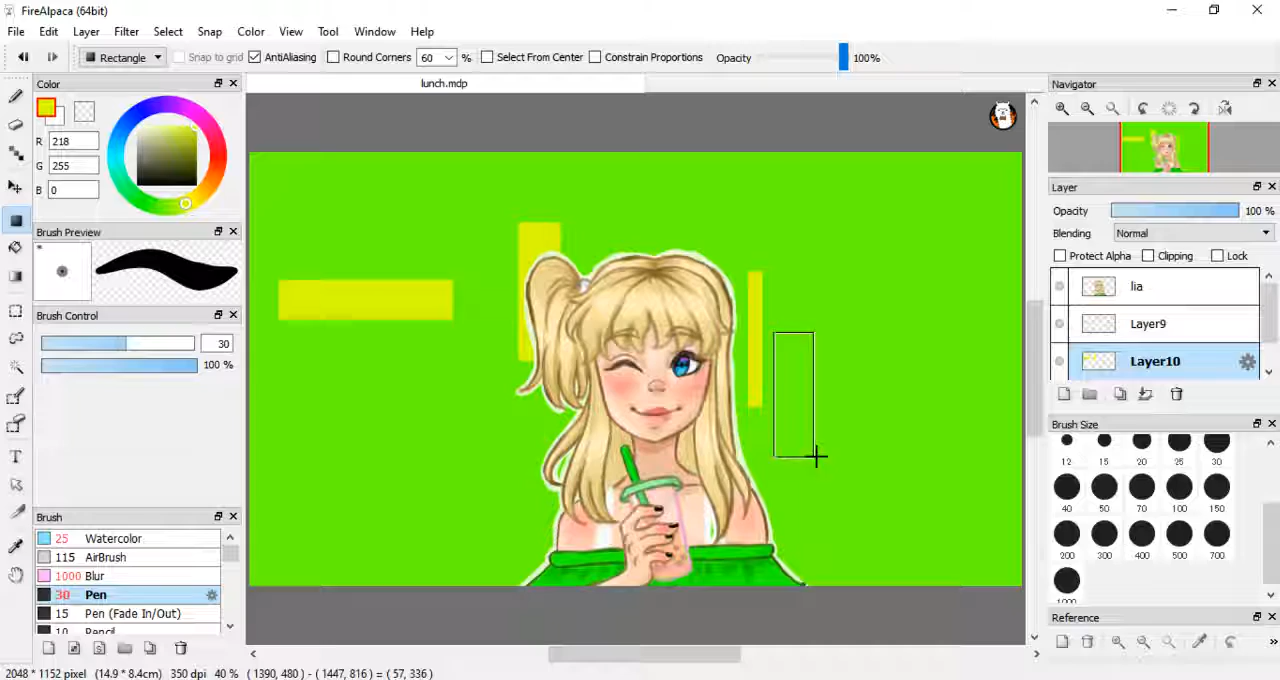 FireAlpaca (64bit)
File Edit Layer Filter Select Snap Color View Tool Window Help
Rectangle Snap to grid AntiAliasing Round Corners 60 % Select From Center Constrain Proportions Opacity 100%
Color
lunch.mdp
Navigator
R 218
G 255
B 0
Layer
Opacity 100 %
Blending Normal
Brush Preview
Protect Alpha Clipping Lock
lia
Brush Control
Layer9
30
100 %
Layer10
Brush Size
12 15 20 25 30
40 50 70 100 150
Brush
25 Watercolor
115 AirBrush
200 300 400 500 700
1000 Blur
30 Pen
15 Pen (Fade In/Out)
10 Pencil
1000
Reference
2048 * 1152 pixel (14.9 * 8.4cm) 350 dpi 40 % ( 1390, 480 ) - ( 1447, 816 ) = ( 57, 336 )